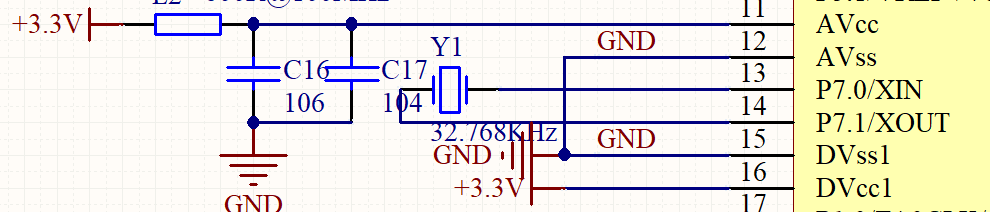 +3.3V
11
AVcc
GND
12
AVss
Y1
C16
C17
13
P7.0/XIN
106
104
14
P7.1/XOUT
32.768KHz
GND
GND
15
DVss1
+3.3V
16
DVcc1
GND
17